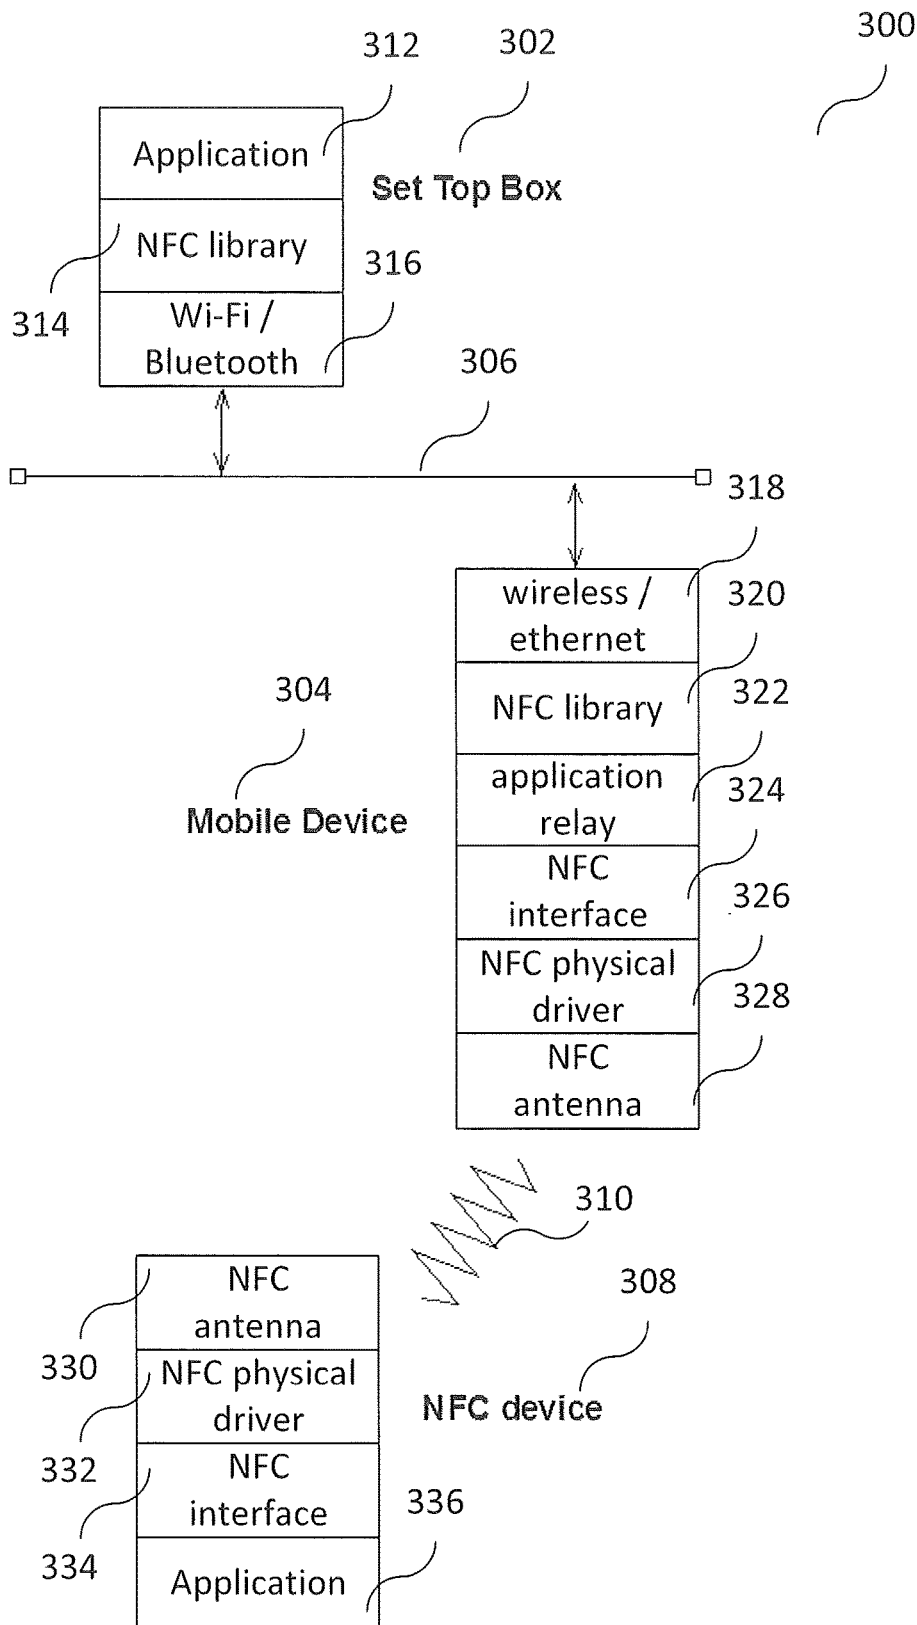 300
312
302
Application
Set Top Box
NFC library
314
316
Wi-Fi /
Bluetooth
306
318
wireless /
ethernet
320
NFC library
322
304
application
relay
324
Mobile Device
NFC
interface
326
NFC physical
driver
328
NFC
antenna
310
308
NFC
antenna
330
NFC physical
driver
NFC device
332
NFC
interface
336
334
Application